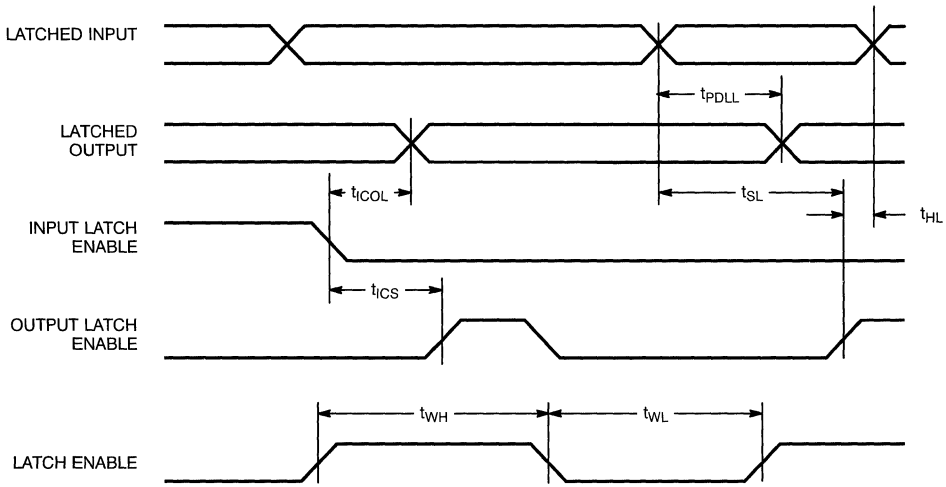 LATCHED INPUT
tPDLL
LATCHED
OUTPUT
tICOL
tSL
tHL
INPUT LATCH
ENABLE
tICS
OUTPUT LATCH
ENABLE
tWH
tWL
LATCH ENABLE